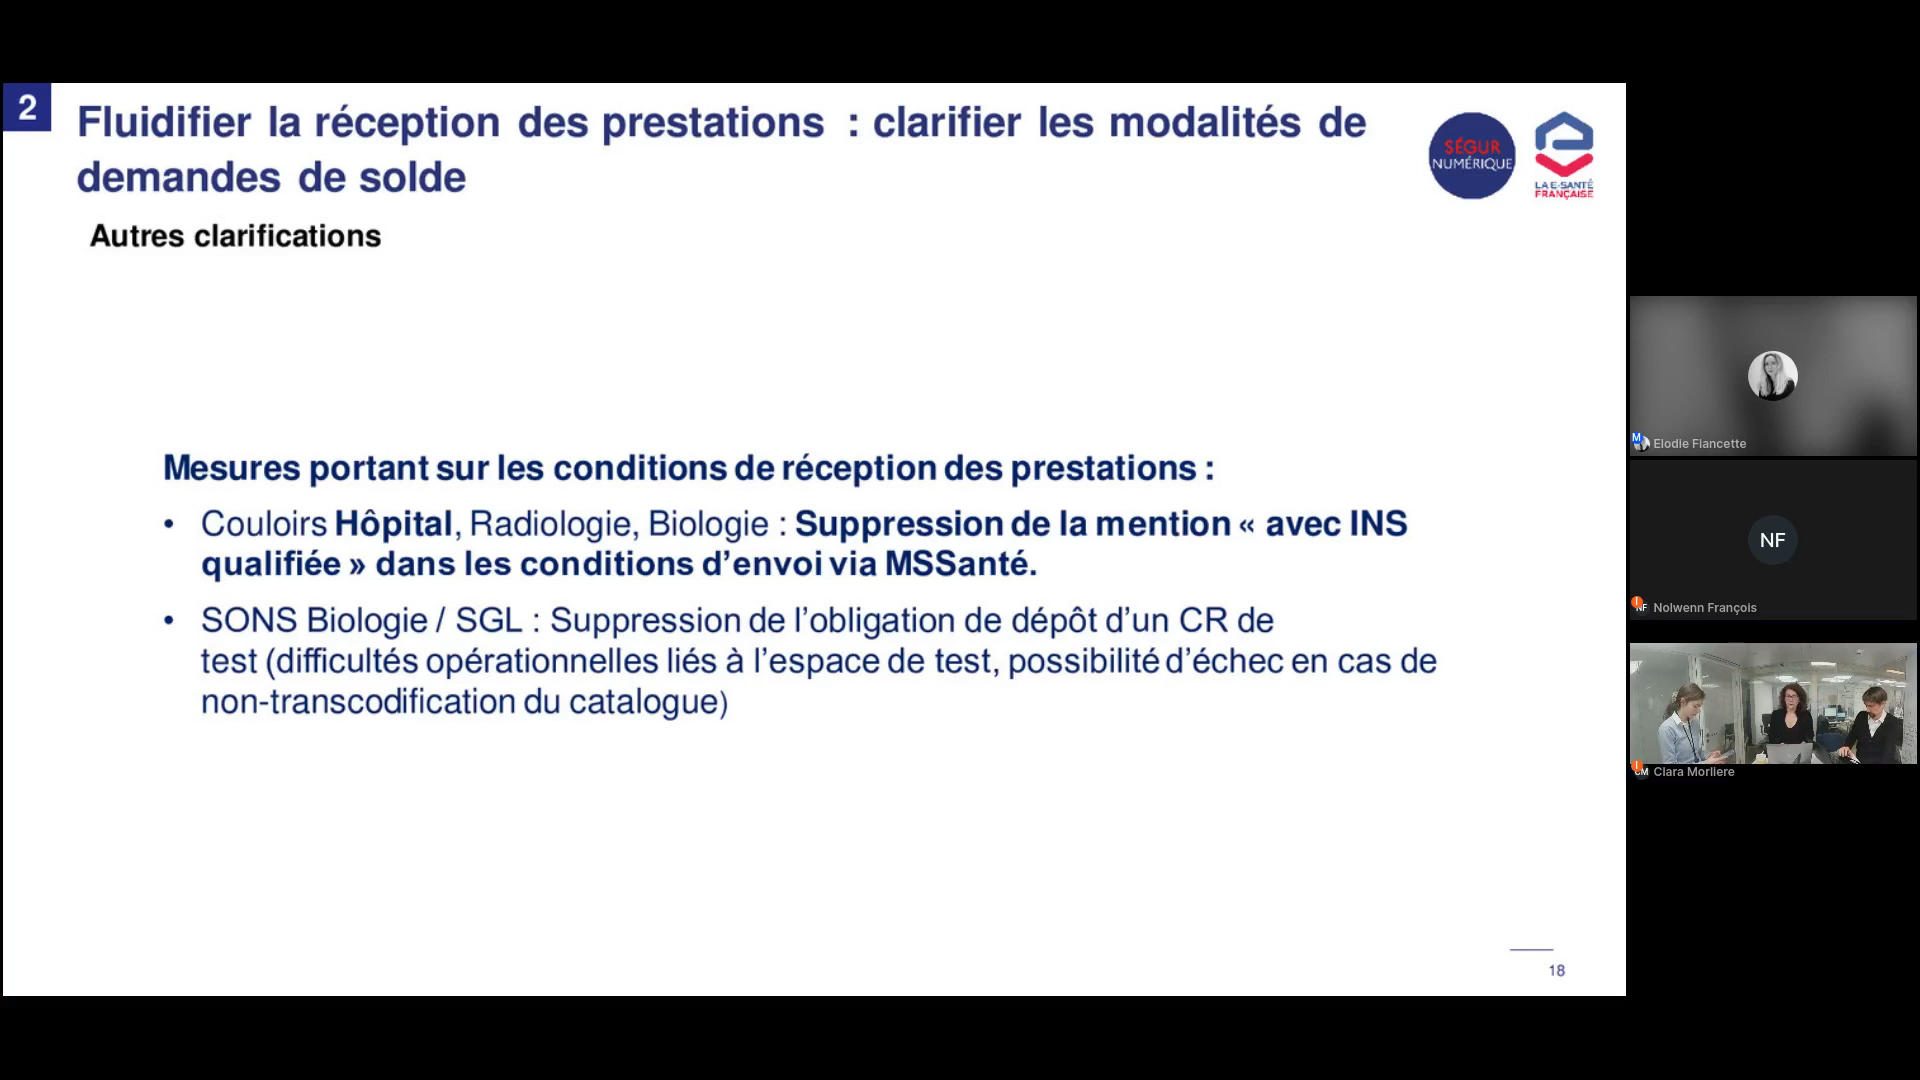 2
Fluidifier la réception des prestations : clarifier les modalités de
demandes de solde
SÉGUR
NUMÉRIQUE
LA E-SANTÉ
FRANÇAISE
Autres clarifications
Mesures portant sur les conditions de réception des prestations :
• Couloirs Hôpital, Radiologie, Biologie : Suppression de la mention « avec INS
qualifiée » dans les conditions d’envoi via MSSanté.
• SONS Biologie / SGL : Suppression de l’obligation de dépôt d’un CR de
test (difficultés opérationnelles liés à l’espace de test, possibilité d’échec en cas de
non-transcodification du catalogue)
18
M
Elodie Flancette
NF
NF
Nolwenn François
CM
Clara Morliere